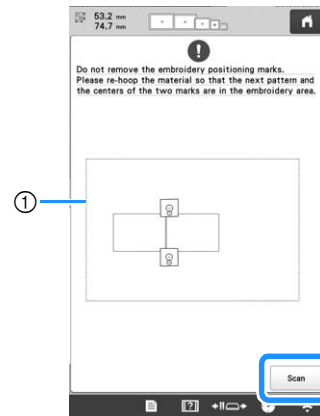 53.2 mm
74.7 mm
Do not remove the embroidery positioning marks.
Please re-hoop the material so that the next pattern and
the centers of the two marks are in the embroidery area.
①
Scan